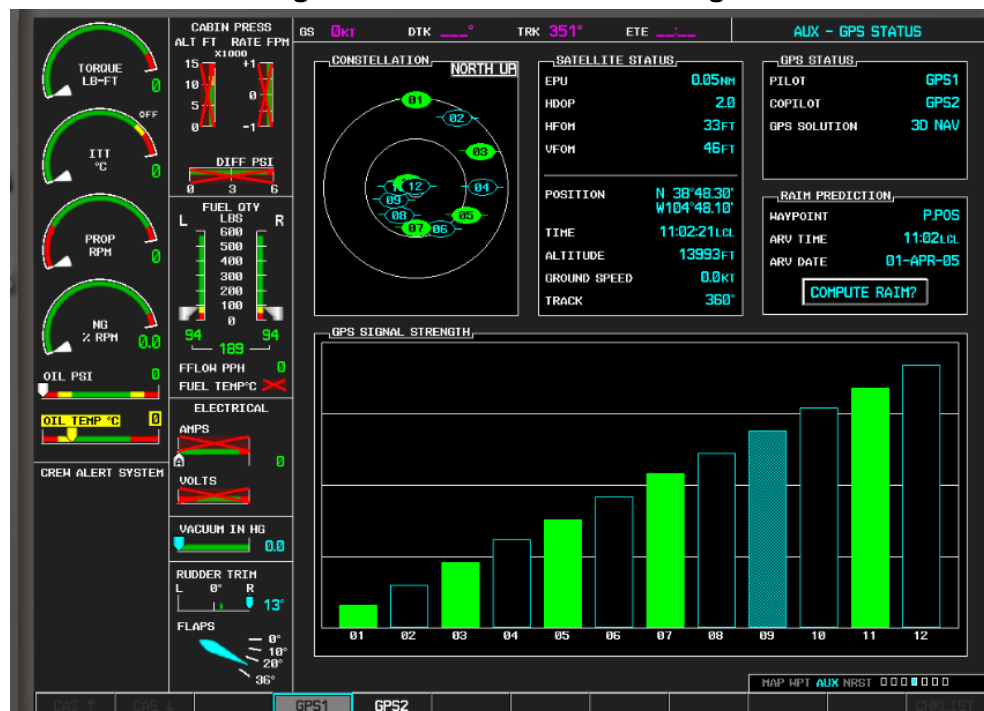 CABIN PRESS
ALT FT RATE FPM
X1000
15 +1
10
5 0
0 -1
DIFF PSI
0 3 6
TORQUE
LB-FT 0
OFF
ITT
°C 0
PROP
RPM 0
NG
% RPM 0.0
OIL PSI 0
OIL TEMP °C 0
CREW ALERT SYSTEM
FUEL QTY
L LBS R
600
500
400
300
200
100
0
94 94
189
FFLOW PPH 0
FUEL TEMP°C
ELECTRICAL
AMPS
A 0
VOLTS
VACUUM IN HG
0.0
RUDDER TRIM
L 0° R
13°
FLAPS
0°
10°
20°
36°
GS 0KT DTK ___° TRK 351° ETE __:__ AUX - GPS STATUS
CONSTELLATION
NORTH UP
01
02
03
12 04
09
08 05
07 06
SATELLITE STATUS
EPU 0.05NM
HDOP 2.0
HFOM 33FT
VFOM 46FT
POSITION N 38°48.30'
W104°48.10'
TIME 11:02:21LCL
ALTITUDE 13993FT
GROUND SPEED 0.0KT
TRACK 360°
GPS STATUS
PILOT GPS1
COPILOT GPS2
GPS SOLUTION 3D NAV
RAIM PREDICTION
WAYPOINT P.POS
ARV TIME 11:02LCL
ARV DATE 01-APR-05
COMPUTE RAIM?
GPS SIGNAL STRENGTH
01 02 03 04 05 06 07 08 09 10 11 12
MAP WPT AUX NRST
CAS ↑ CAS ↓ GPS1 GPS2 CHKLIST